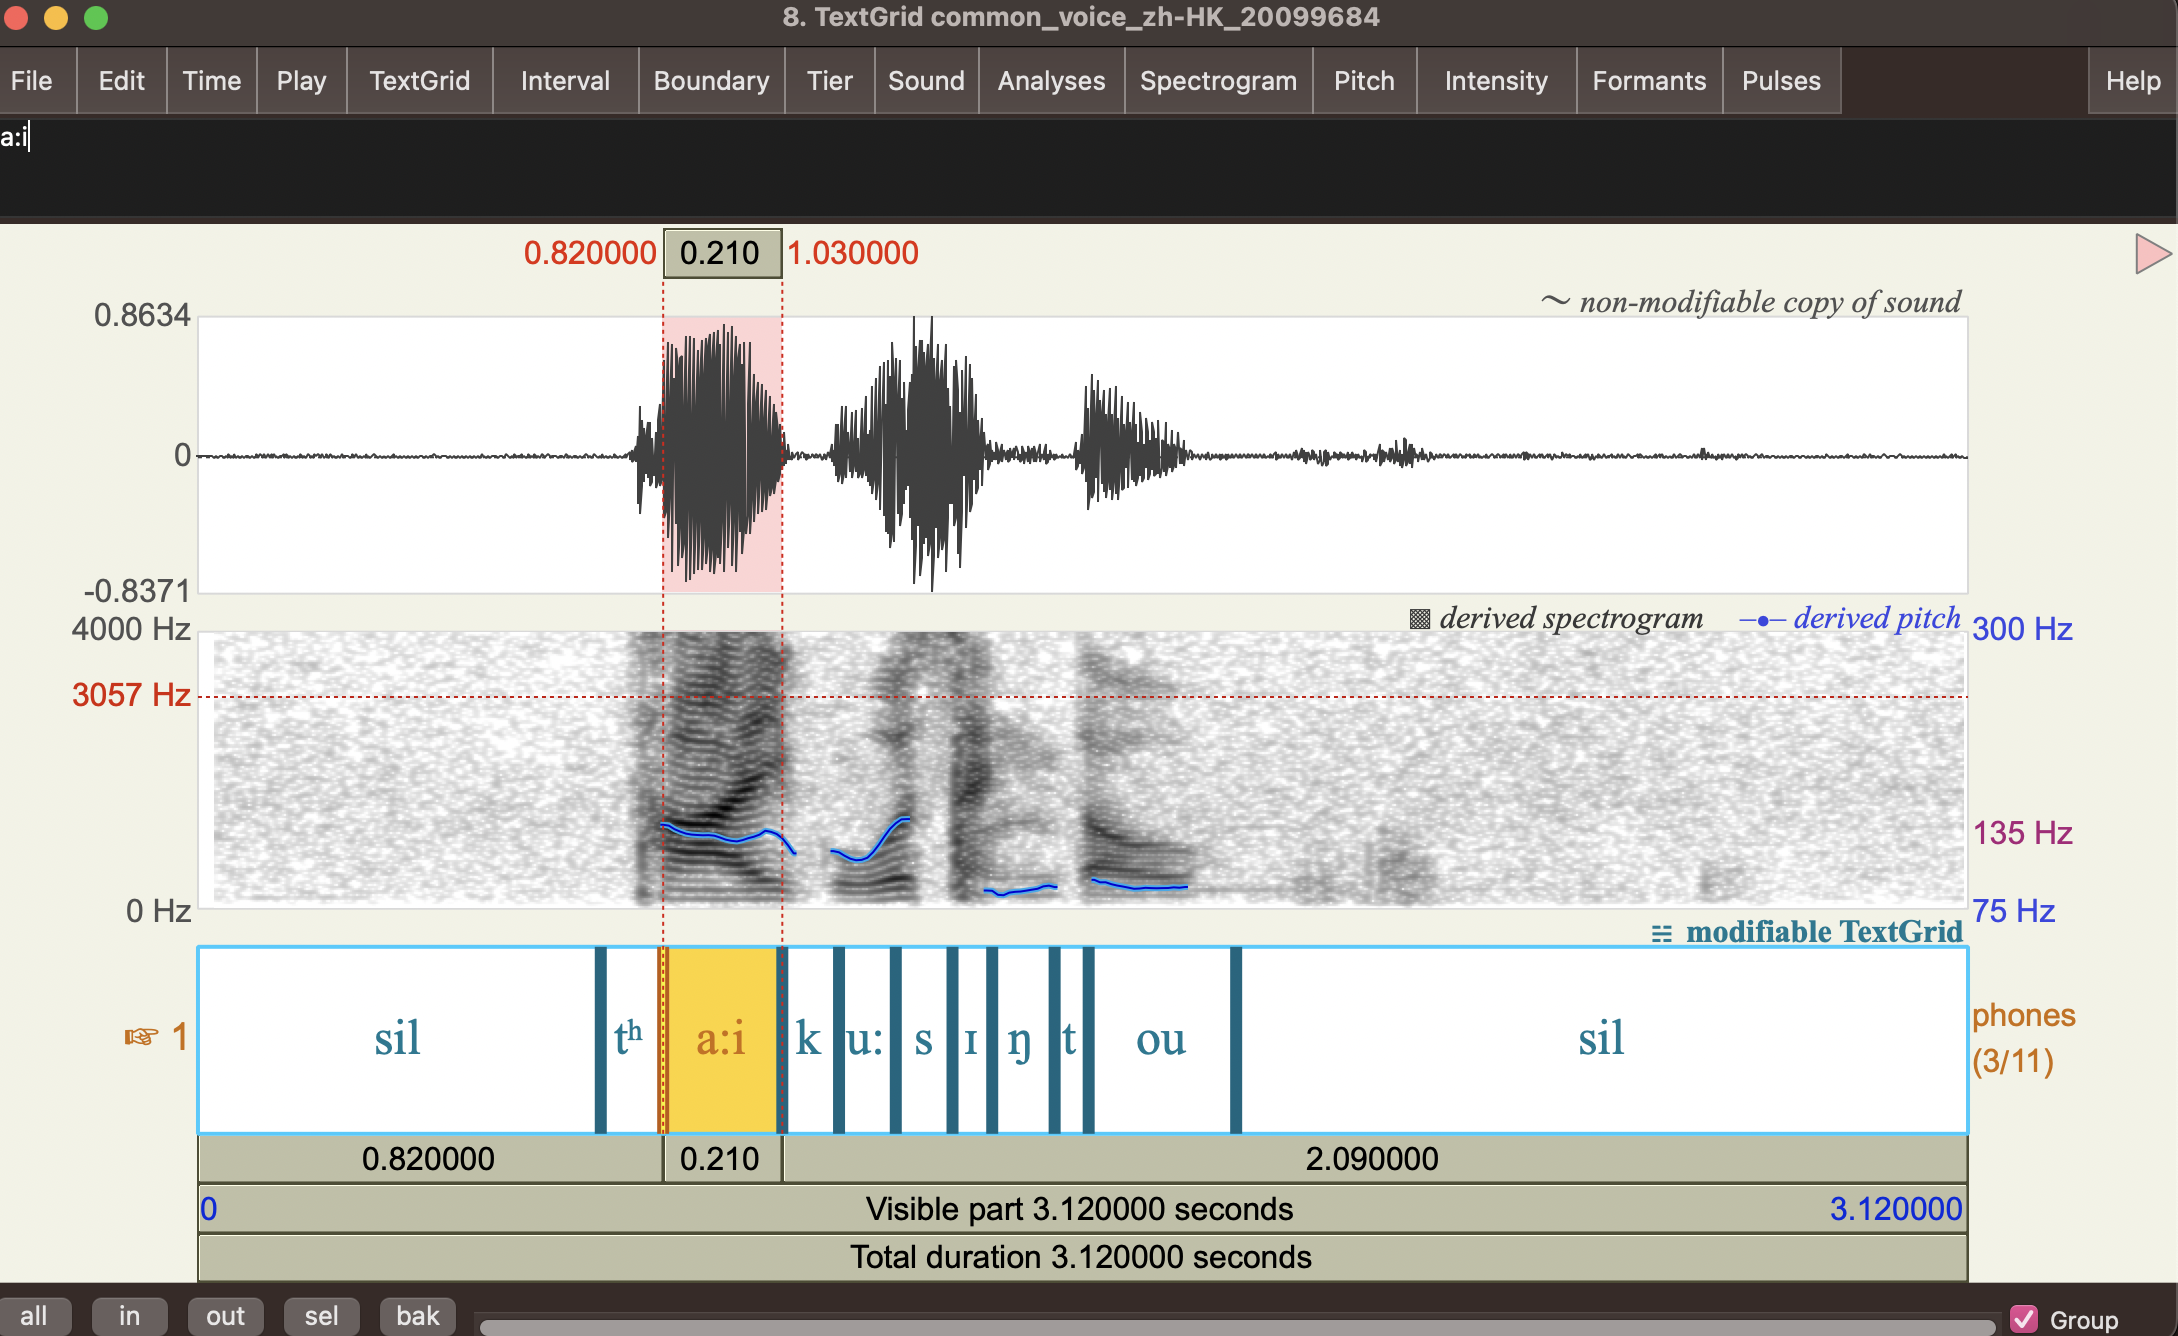 8. TextGrid common_voice_zh-HK_20099684
File Edit Time Play TextGrid Interval Boundary Tier Sound Analyses Spectrogram Pitch Intensity Formants Pulses Help
a:i
0.820000 0.210 1.030000
0.8634 ～ non-modifiable copy of sound
0
-0.8371
4000 Hz derived spectrogram derived pitch 300 Hz
3057 Hz
135 Hz
0 Hz 75 Hz
modifiable TextGrid
☞ 1 sil tʰ a:i k u: s ɪ ŋ t ou sil phones
(3/11)
0.820000 0.210 2.090000
0 Visible part 3.120000 seconds 3.120000
Total duration 3.120000 seconds
all in out sel bak Group